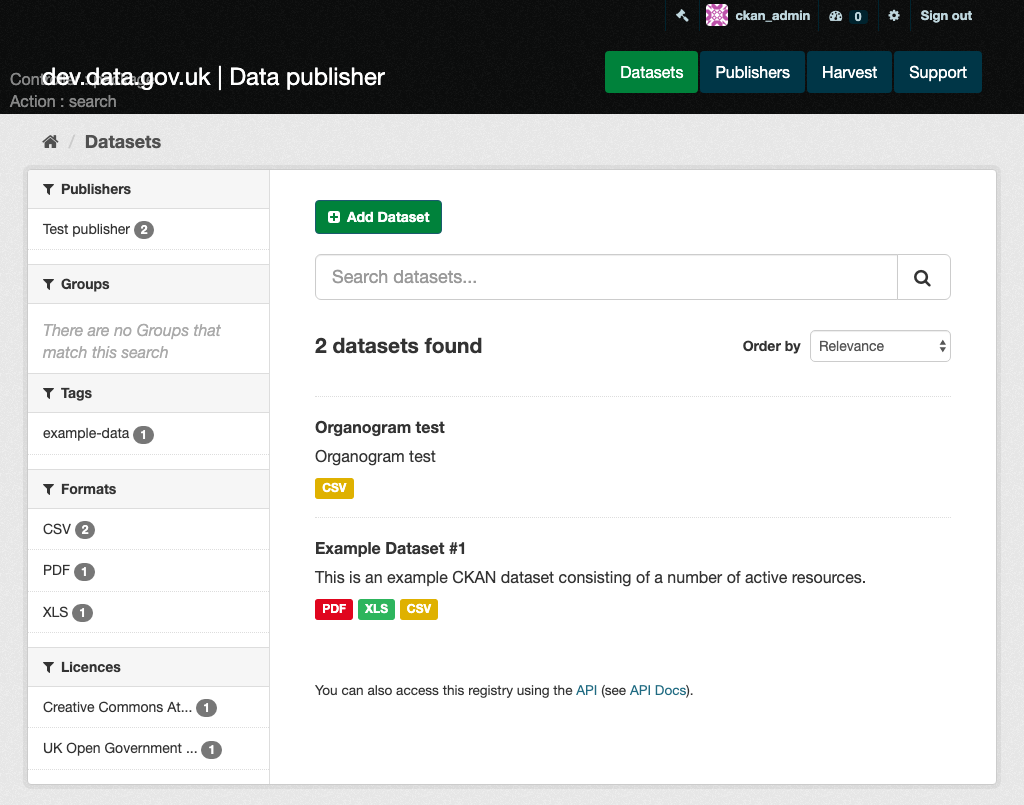 ckan_admin 0 Sign out
dev.data.gov.uk | Data publisher
Datasets Publishers Harvest Support
Action : search
/ Datasets
Publishers
Test publisher 2
Groups
There are no Groups that
match this search
Tags
example-data 1
Formats
CSV 2
PDF 1
XLS 1
Licences
Creative Commons At... 1
UK Open Government ... 1
Add Dataset
Search datasets...
2 datasets found
Order by Relevance
Organogram test
Organogram test
CSV
Example Dataset #1
This is an example CKAN dataset consisting of a number of active resources.
PDF XLS CSV
You can also access this registry using the API (see API Docs).